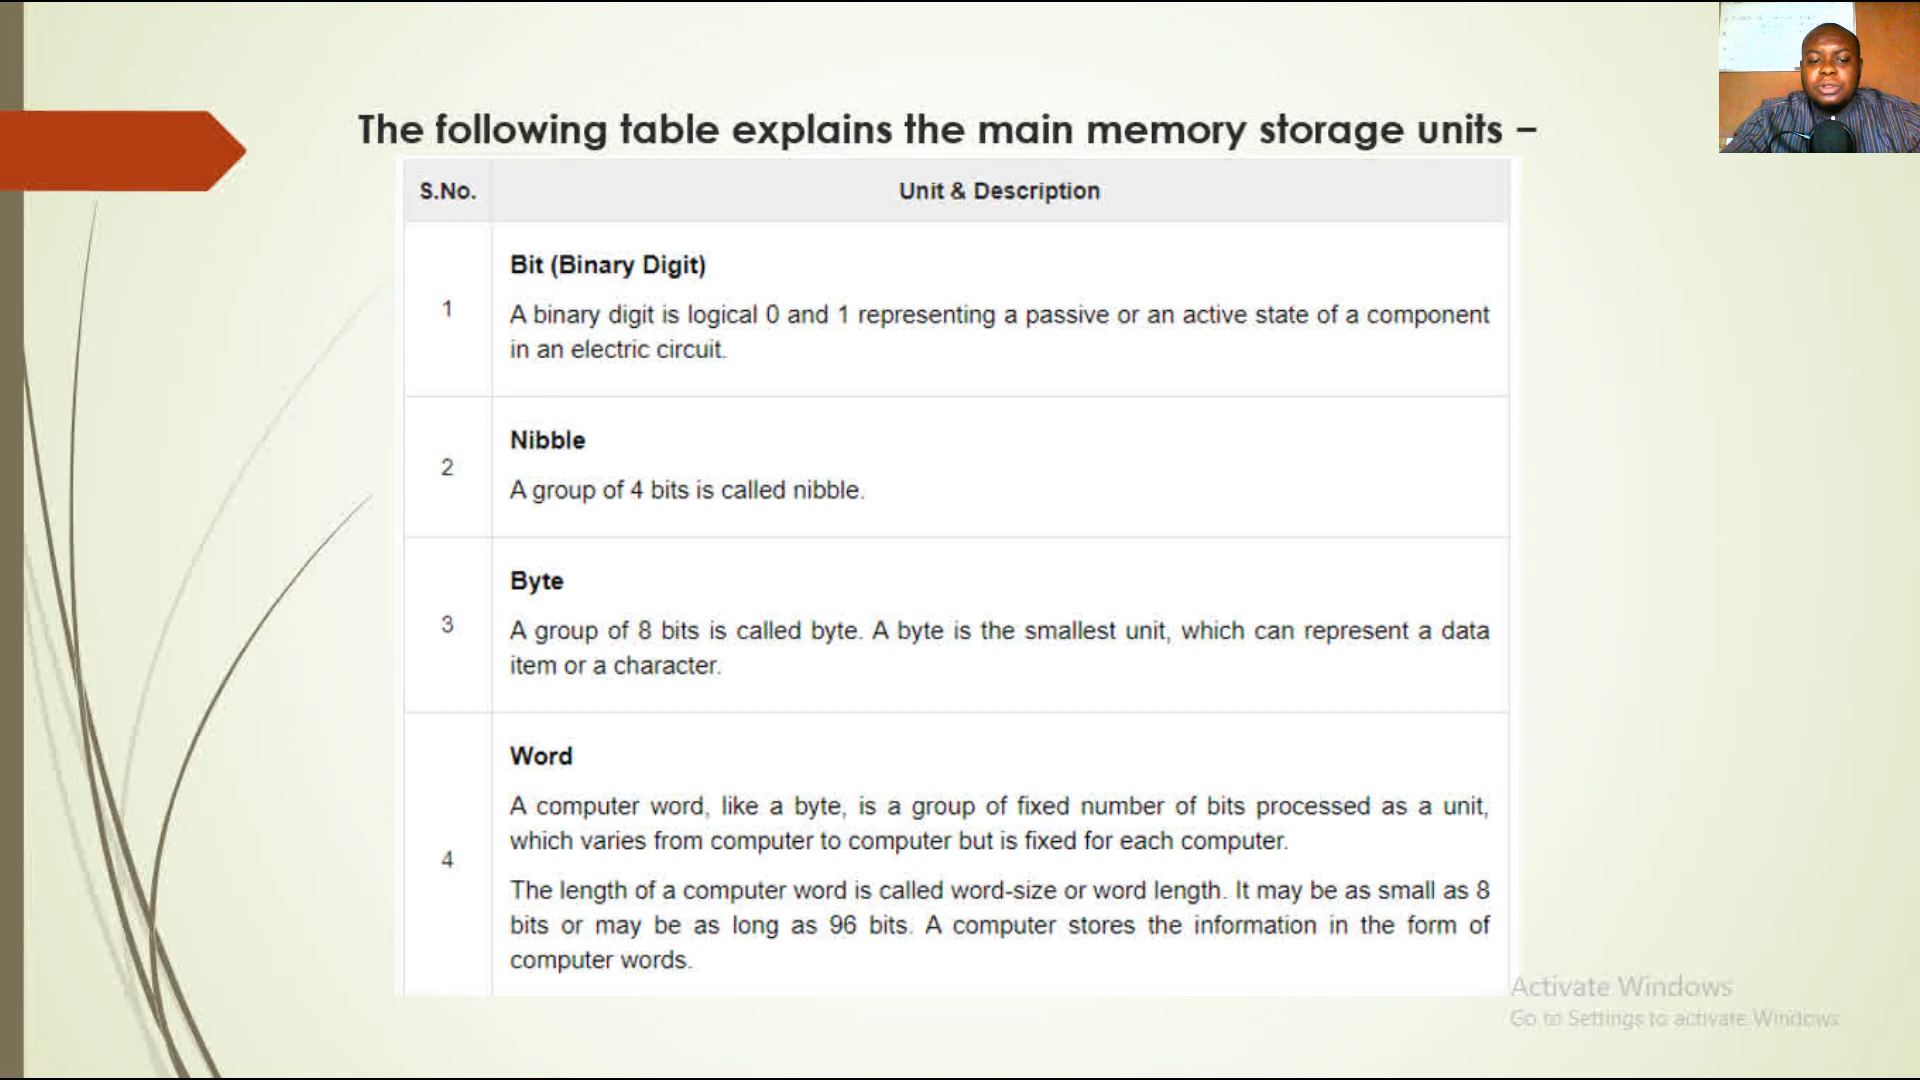 The following table explains the main memory storage units –
S.No. Unit & Description
Bit (Binary Digit)
1
A binary digit is logical 0 and 1 representing a passive or an active state of a component
in an electric circuit.
Nibble
2
A group of 4 bits is called nibble.
Byte
3
A group of 8 bits is called byte. A byte is the smallest unit, which can represent a data
item or a character.
Word
A computer word, like a byte, is a group of fixed number of bits processed as a unit,
which varies from computer to computer but is fixed for each computer.
4
The length of a computer word is called word-size or word length. It may be as small as 8
bits or may be as long as 96 bits. A computer stores the information in the form of
computer words.
Activate Windows
Go to Settings to activate Windows.